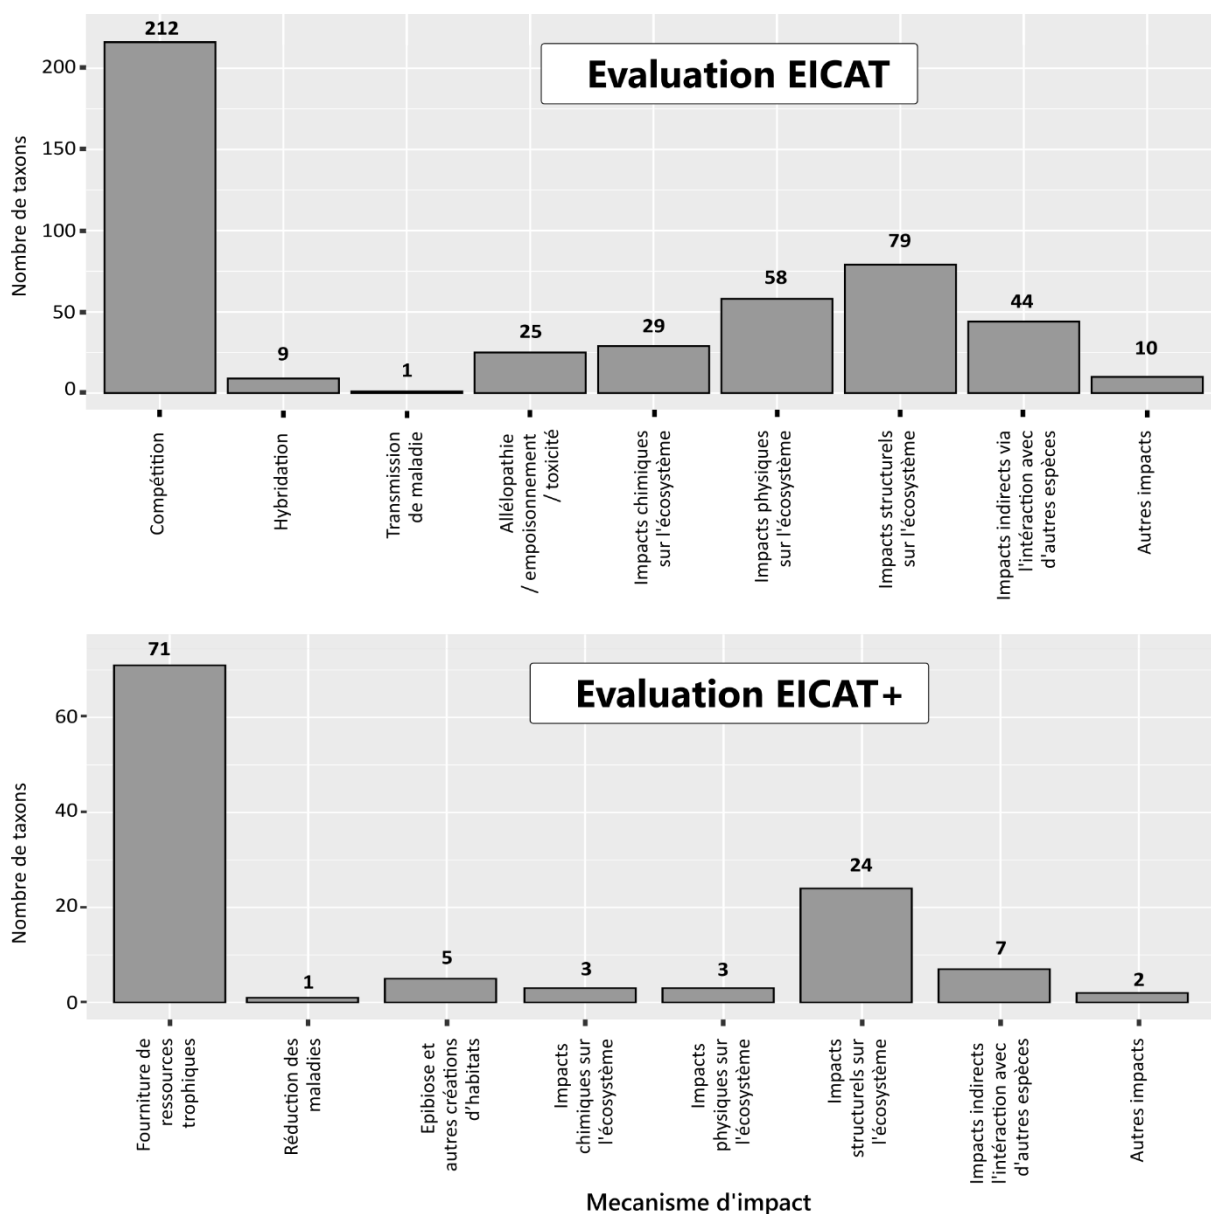 Evaluation EICAT
Nombre de taxons
200
150
100
50
0
212
9
1
25
29
58
79
44
10
Compétition
Hybridation
Transmission
de maladie
Allélopathie
/ empoisonnement
/ toxicité
Impacts chimiques
sur l'écosystème
Impacts physiques
sur l'écosystème
Impacts structurels
sur l'écosystème
Impacts indirects via
l'intéraction avec
d'autres espèces
Autres impacts
Evaluation EICAT+
Nombre de taxons
60
40
20
0
71
1
5
3
3
24
7
2
Fourniture de
ressources
trophiques
Réduction des
maladies
Epibiose et
autres créations
d'habitats
Impacts
chimiques sur
l'écosystème
Impacts
physiques sur
l'écosystème
Impacts
structurels sur
l'écosystème
Impacts indirects
l'intéraction avec
d'autres espèces
Autres impacts
Mecanisme d'impact